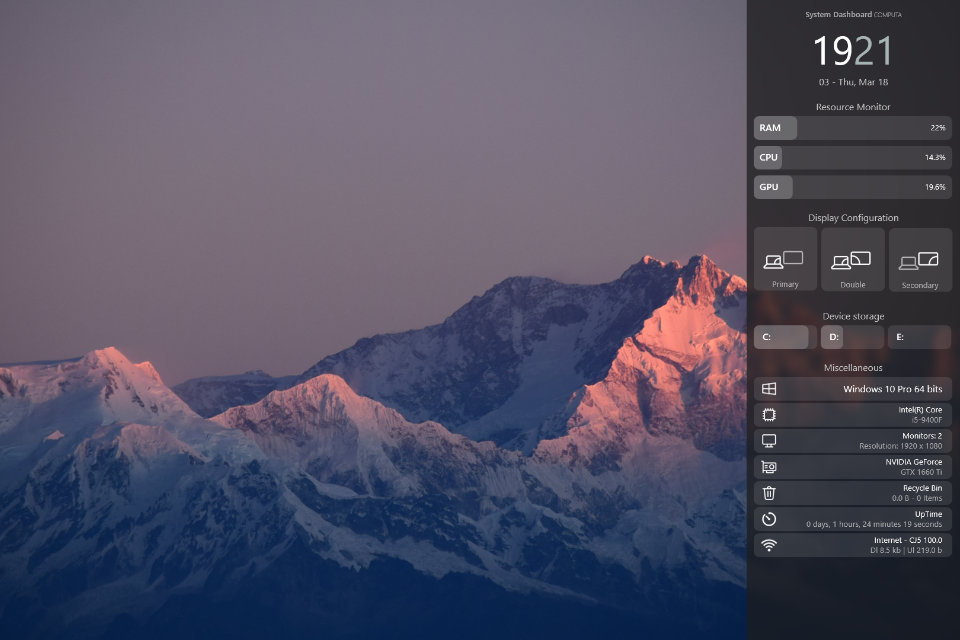 System Dashboard COMPUTA
1921
03 - Thu, Mar 18
Resource Monitor
RAM 22%
CPU 14.3%
GPU 19.6%
Display Configuration
Primary Double Secondary
Device storage
C: D: E:
Miscellaneous
Windows 10 Pro 64 bits
Intel(R) Core
i5-9400F
Monitors: 2
Resolution: 1920 x 1080
NVIDIA GeForce
GTX 1660 Ti
Recycle Bin
0.0 B - 0 Items
UpTime
0 days, 1 hours, 24 minutes 19 seconds
Internet - CJS 100.0
Dl 8.5 kb | Ul 219.0 b